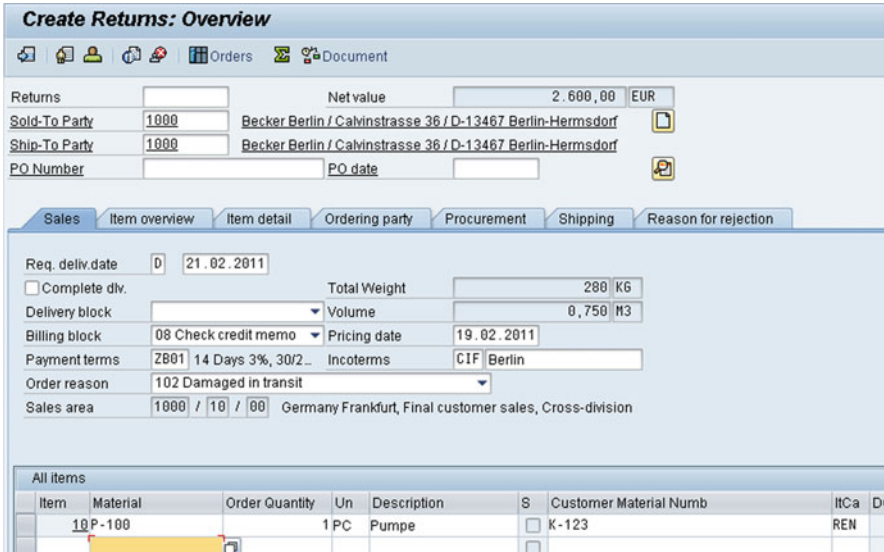 Create Returns: Overview
Orders Document
Returns Net value 2.600,00 EUR
Sold-To Party 1000 Becker Berlin / Calvinstrasse 36 / D-13467 Berlin-Hermsdorf
Ship-To Party 1000 Becker Berlin / Calvinstrasse 36 / D-13467 Berlin-Hermsdorf
PO Number PO date
Sales Item overview Item detail Ordering party Procurement Shipping Reason for rejection
Req. deliv.date D 21.02.2011
Complete dlv. Total Weight 280 KG
Delivery block Volume 0,750 M3
Billing block 08 Check credit memo Pricing date 19.02.2011
Payment terms ZB01 14 Days 3%, 30/2... Incoterms CIF Berlin
Order reason 102 Damaged in transit
Sales area 1000 / 10 / 00 Germany Frankfurt, Final customer sales, Cross-division
All items
Item Material Order Quantity Un Description S Customer Material Numb ItCa D
10 P-100 1 PC Pumpe K-123 REN